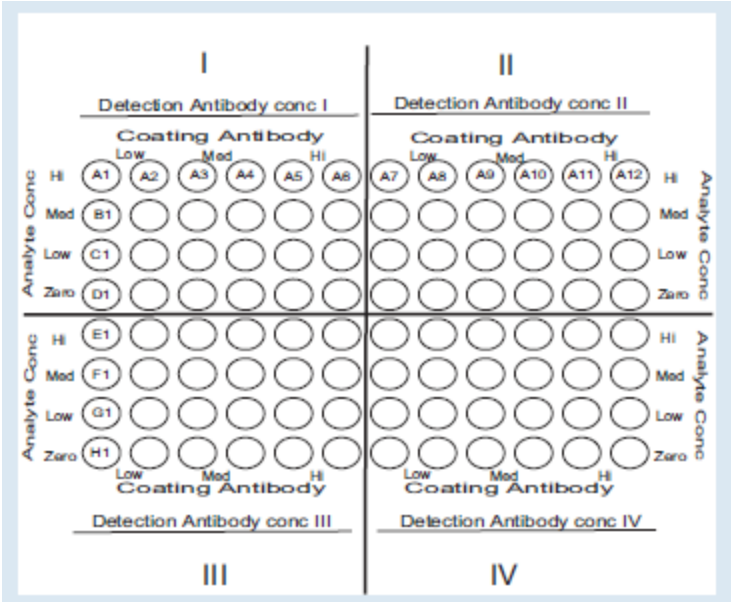 I II
Detection Antibody conc I Detection Antibody conc II
Coating Antibody Coating Antibody
Low Med Hi Low Med Hi
Hi A1 A2 A3 A4 A5 A6 A7 A8 A9 A10 A11 A12 Hi
Med B1 Med
Low C1 Low
Zero D1 Zero
Analyte Conc Analyte Conc
Hi E1 Hi
Med F1 Med
Low G1 Low
Zero H1 Zero
Analyte Conc Analyte Conc
Low Med Hi Low Med Hi
Coating Antibody Coating Antibody
Detection Antibody conc III Detection Antibody conc IV
III IV